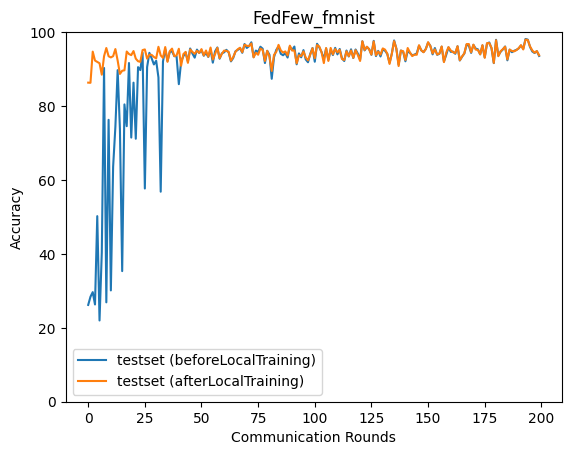 FedFew_fmnist
100
80
60
40
20
0
Accuracy
testset (beforeLocalTraining)
testset (afterLocalTraining)
0 25 50 75 100 125 150 175 200
Communication Rounds